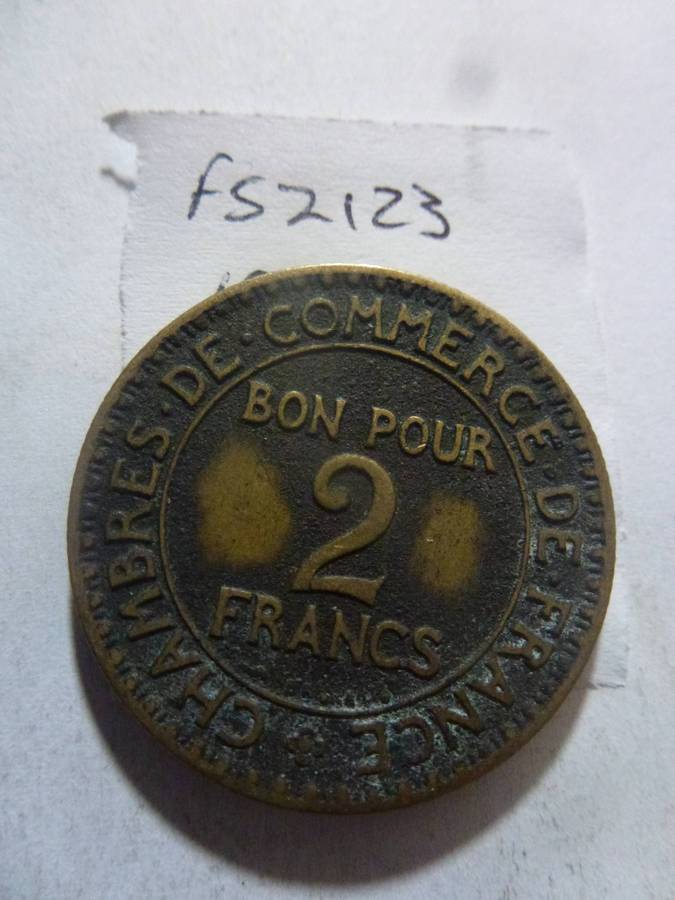 FS2123
CHAMBRES · DE · COMMERCE · DE · FRANCE
BON POUR
2
FRANCS